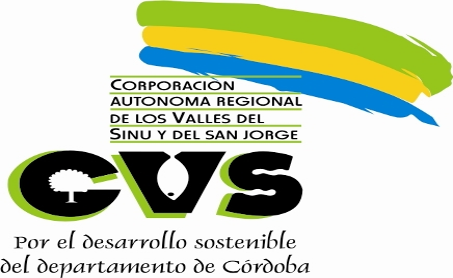 CORPORACIÒN
AUTONOMA REGIONAL
DE LOS VALLES DEL
SINU Y DEL SAN JORGE
CVS
Por el desarrollo sostenible
del departamento de Córdoba